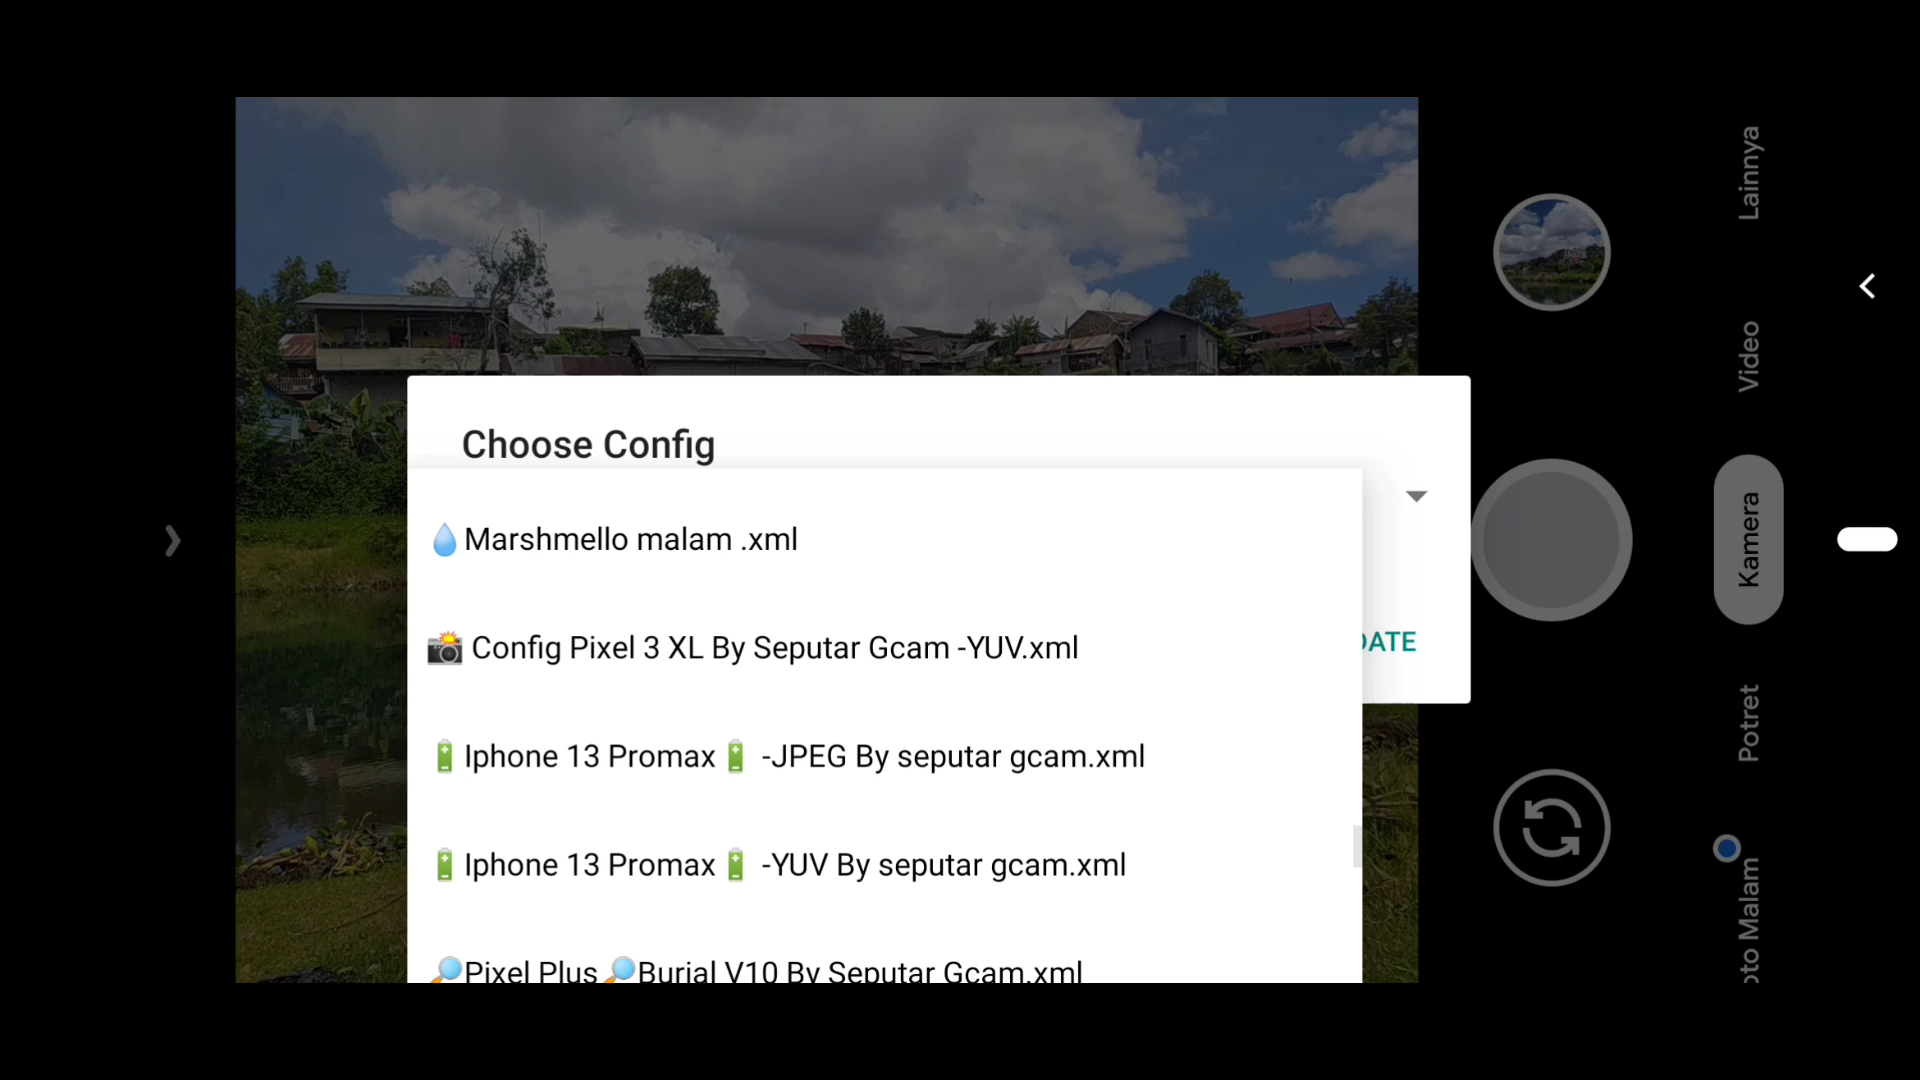 Choose Config
💧Marshmello malam .xml
📸 Config Pixel 3 XL By Seputar Gcam -YUV.xml
🔋Iphone 13 Promax🔋 -JPEG By seputar gcam.xml
🔋Iphone 13 Promax🔋 -YUV By seputar gcam.xml
🔎Pixel Plus🔎Burial V10 By Seputar Gcam.xml
DATE
Lainnya
Video
Kamera
Potret
oto Malam